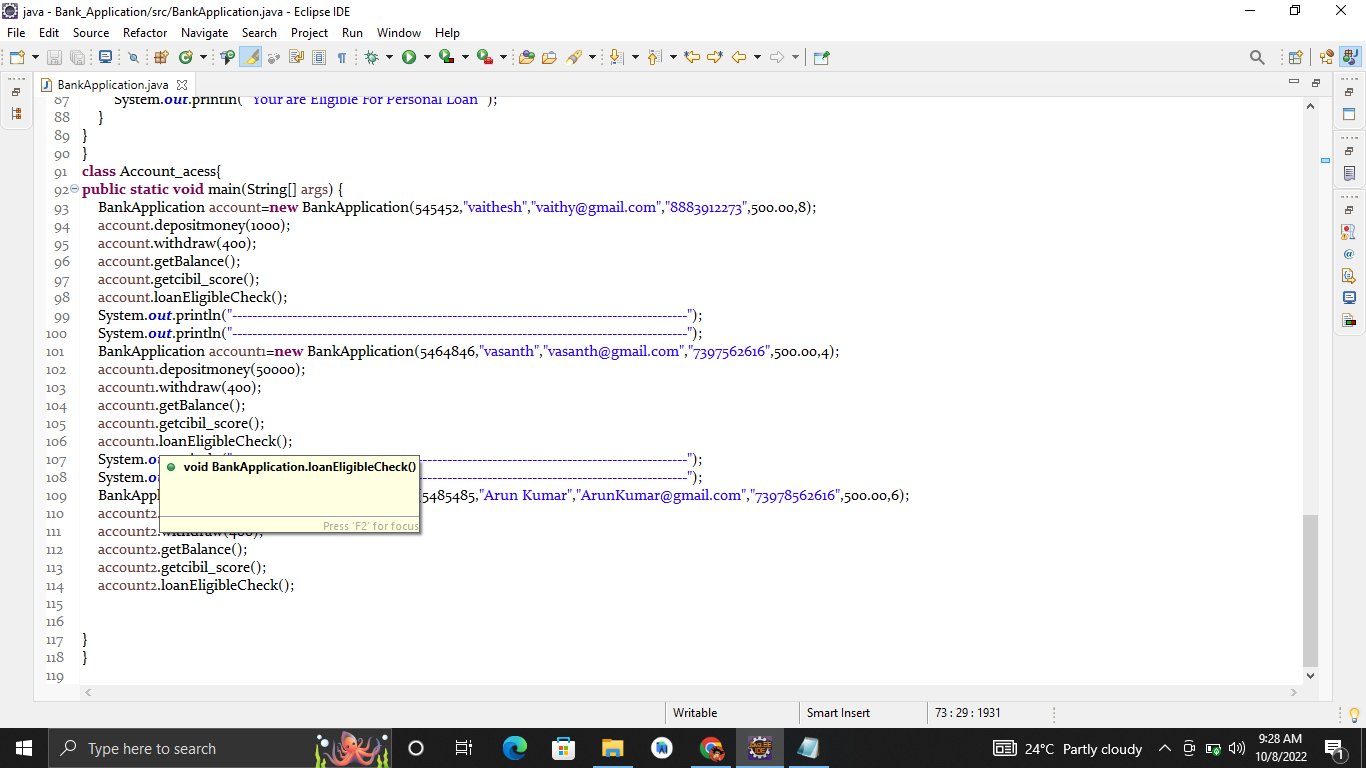 java - Bank_Application/src/BankApplication.java - Eclipse IDE
File Edit Source Refactor Navigate Search Project Run Window Help
BankApplication.java
87 System.out.println(" Your are Eligible For Personal Loan " );
88 }
89 }
90 }
91 class Account_acess{
92 public static void main(String[] args) {
93 BankApplication account=new BankApplication(545452,"vaithesh","vaithy@gmail.com","8883912273",500.00,8);
94 account.depositmoney(1000);
95 account.withdraw(400);
96 account.getBalance();
97 account.getcibil_score();
98 account.loanEligibleCheck();
99 System.out.println("-------------------------------------------------------------------------------------------");
100 System.out.println("-------------------------------------------------------------------------------------------");
101 BankApplication account1=new BankApplication(5464846,"vasanth","vasanth@gmail.com","7397562616",500.00,4);
102 account1.depositmoney(50000);
103 account1.withdraw(400);
104 account1.getBalance();
105 account1.getcibil_score();
106 account1.loanEligibleCheck();
107 System.o -----------------------------------------------------------");
void BankApplication.loanEligibleCheck()
108 System.o -----------------------------------------------------------");
109 BankAppl 5485485,"Arun Kumar","ArunKumar@gmail.com","73978562616",500.00,6);
110 account2.
Press 'F2' for focus
111 account2.withdraw(400);
112 account2.getBalance();
113 account2.getcibil_score();
114 account2.loanEligibleCheck();
115
116
117 }
118 }
119
Writable Smart Insert 73 : 29 : 1931
Type here to search
24°C Partly cloudy
9:28 AM
10/8/2022
1